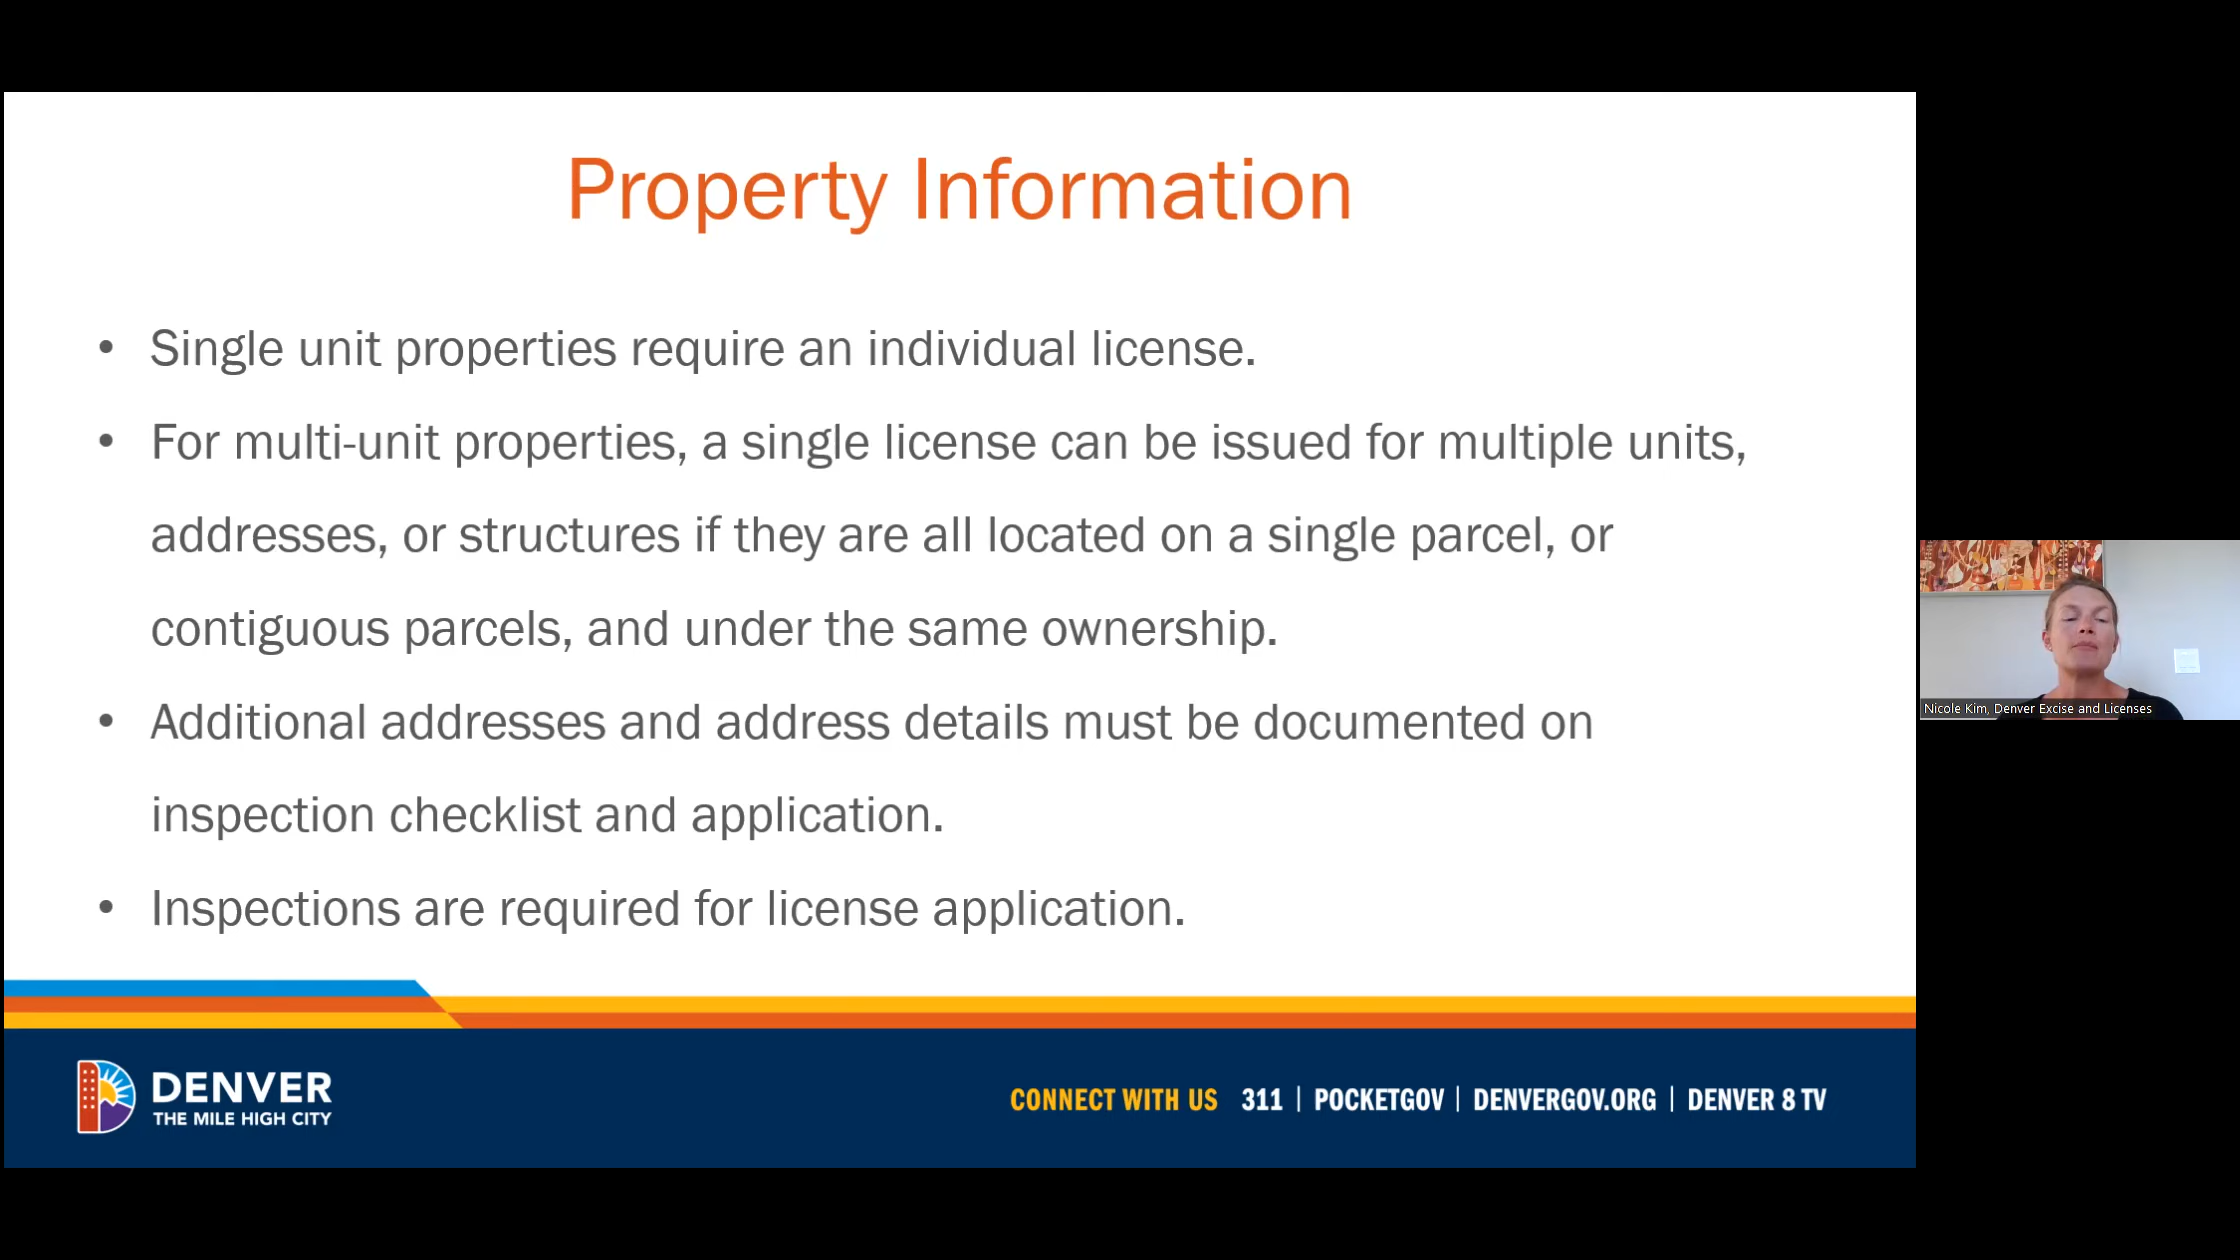 Property Information
• Single unit properties require an individual license.
• For multi-unit properties, a single license can be issued for multiple units,
addresses, or structures if they are all located on a single parcel, or
contiguous parcels, and under the same ownership.
• Additional addresses and address details must be documented on
inspection checklist and application.
• Inspections are required for license application.
Nicole Kim, Denver Excise and Licenses
DENVER
THE MILE HIGH CITY
CONNECT WITH US 311 | POCKETGOV | DENVERGOV.ORG | DENVER 8 TV